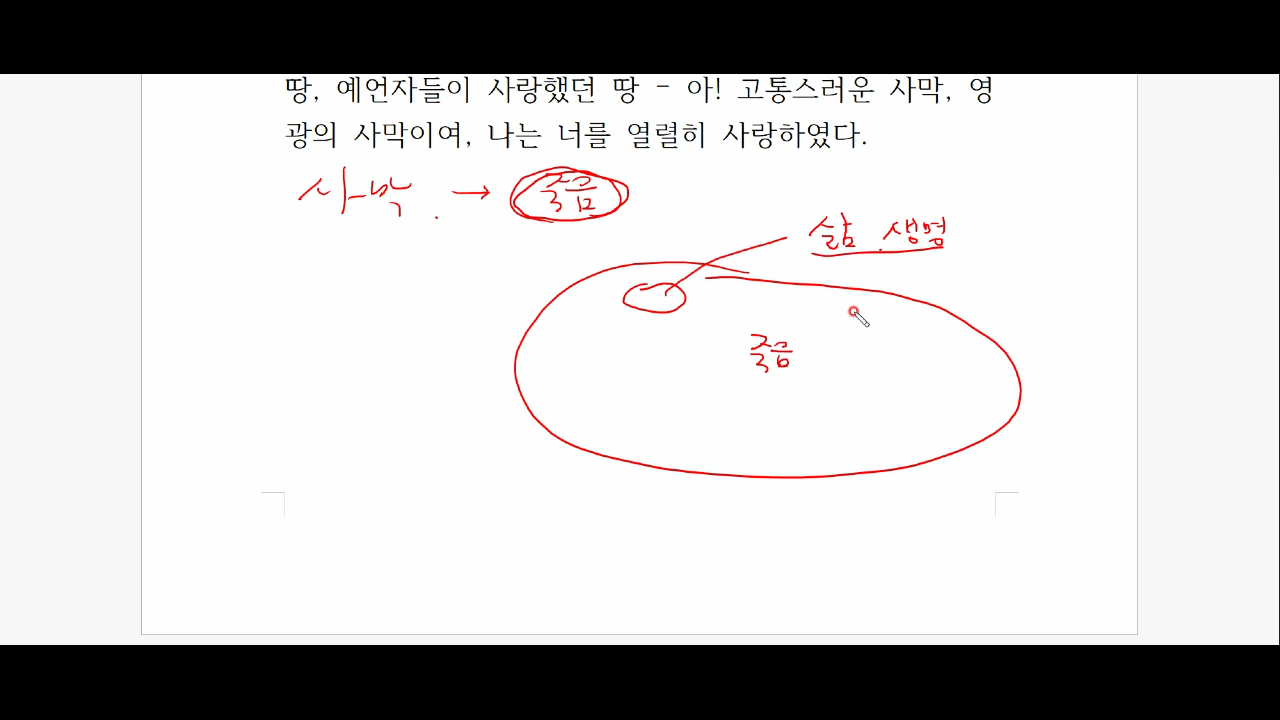 땅, 예언자들이 사랑했던 땅 - 아! 고통스러운 사막, 영
광의 사막이여, 나는 너를 열렬히 사랑하였다.
사막. → 죽음
삶. 생명
죽음